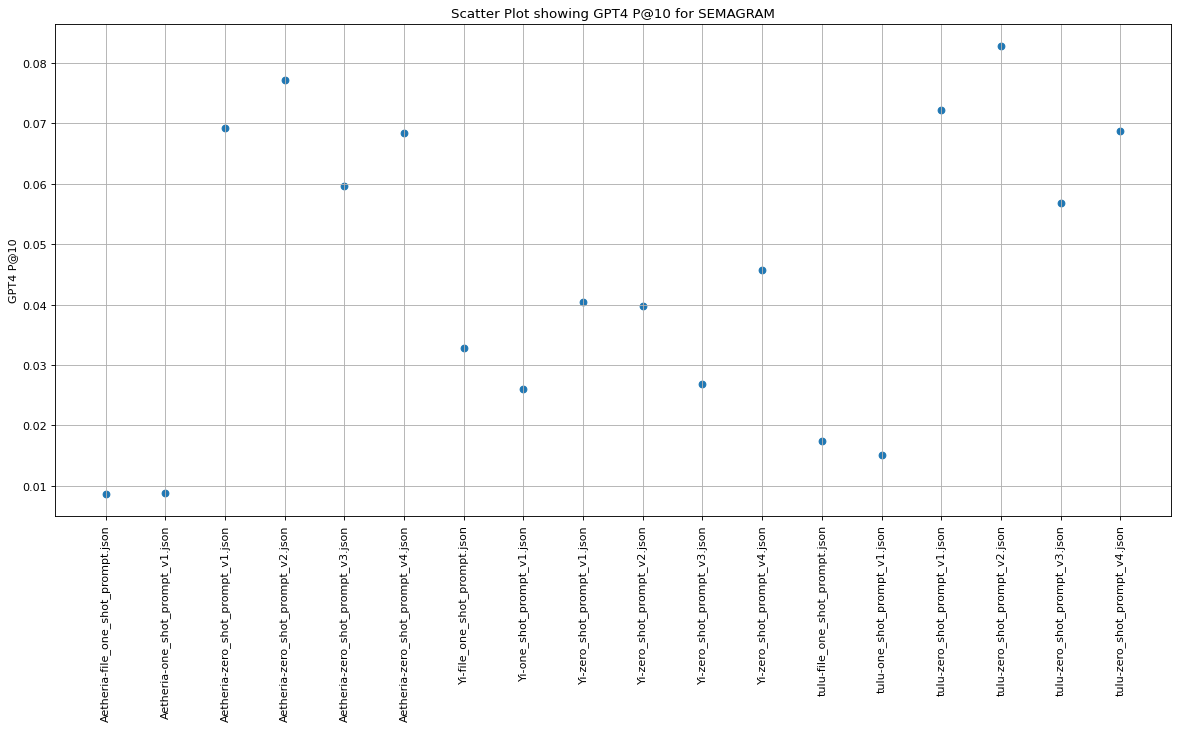 Scatter Plot showing GPT4 P@10 for SEMAGRAM
GPT4 P@10
0.08
0.07
0.06
0.05
0.04
0.03
0.02
0.01
Aetheria-file_one_shot_prompt.json
Aetheria-one_shot_prompt_v1.json
Aetheria-zero_shot_prompt_v1.json
Aetheria-zero_shot_prompt_v2.json
Aetheria-zero_shot_prompt_v3.json
Aetheria-zero_shot_prompt_v4.json
Yi-file_one_shot_prompt.json
Yi-one_shot_prompt_v1.json
Yi-zero_shot_prompt_v1.json
Yi-zero_shot_prompt_v2.json
Yi-zero_shot_prompt_v3.json
Yi-zero_shot_prompt_v4.json
tulu-file_one_shot_prompt.json
tulu-one_shot_prompt_v1.json
tulu-zero_shot_prompt_v1.json
tulu-zero_shot_prompt_v2.json
tulu-zero_shot_prompt_v3.json
tulu-zero_shot_prompt_v4.json